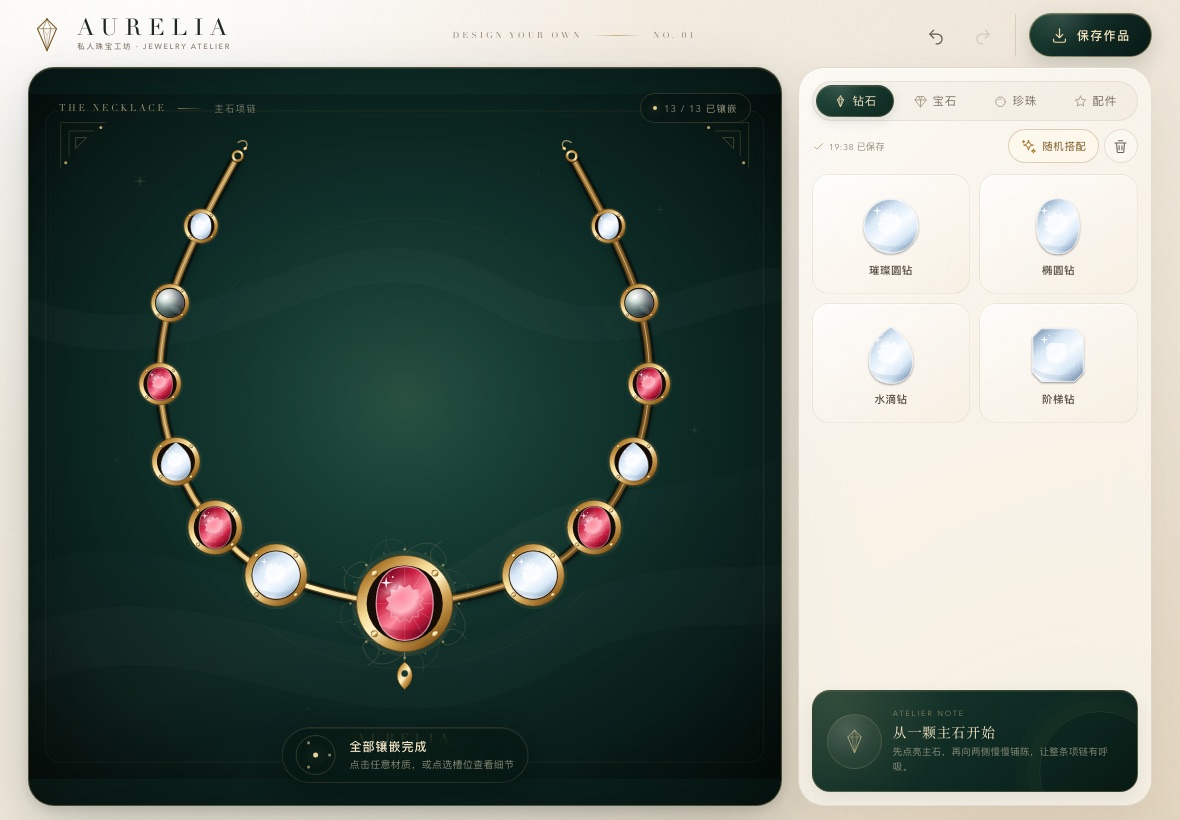 AURELIA
私人珠宝工坊 · JEWELRY ATELIER
DESIGN YOUR OWN
NO. 01
保存作品
THE NECKLACE
主石项链
13 / 13 已镶嵌
钻石
宝石
珍珠
配件
19:38 已保存
随机搭配
璀璨圆钻
椭圆钻
水滴钻
阶梯钻
全部镶嵌完成
点击任意材质，或点选槽位查看细节
ATELIER NOTE
从一颗主石开始
先点亮主石，再向两侧慢慢铺陈，让整条项链有呼
吸。